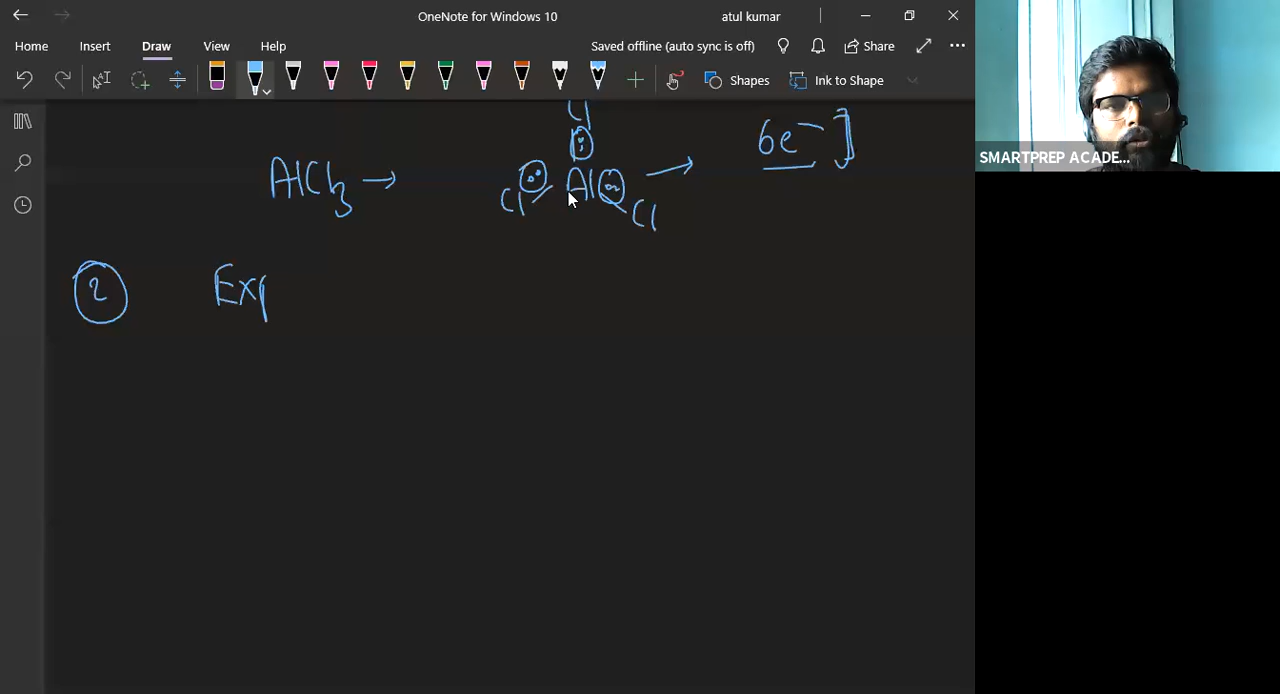 OneNote for Windows 10
atul kumar
Home Insert Draw View Help
Saved offline (auto sync is off)
Share
Shapes
Ink to Shape
SMARTPREP ACADE...
Cl
6e⁻ ]
AlCl₃ → Cl Al Cl →
② Exp